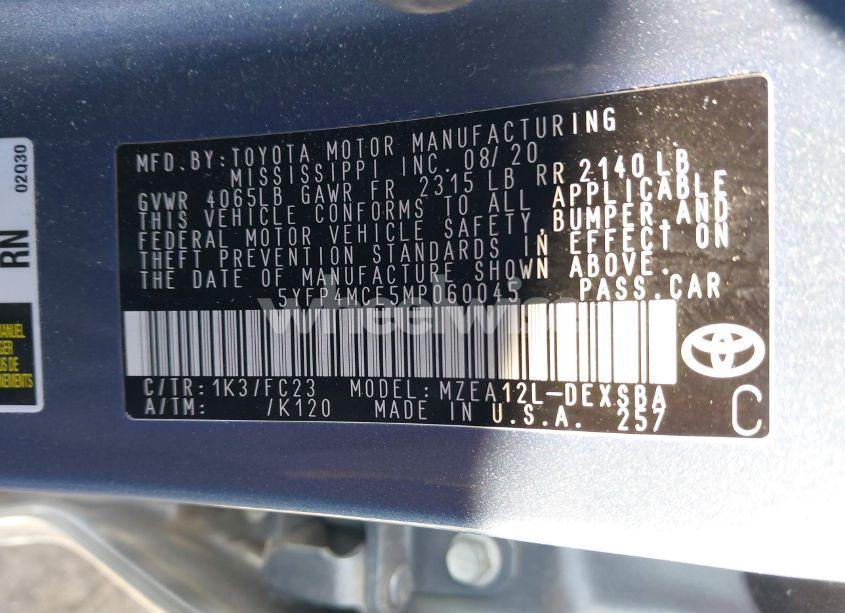 MFD. BY: TOYOTA MOTOR MANUFACTURING
MISSISSIPPI INC. 08/20
GVWR 4065LB GAWR FR 2315 LB RR 2140 LB
THIS VEHICLE CONFORMS TO ALL APPLICABLE
FEDERAL MOTOR VEHICLE SAFETY, BUMPER, AND
THEFT PREVENTION STANDARDS IN EFFECT ON
THE DATE OF MANUFACTURE SHOWN ABOVE.
5YFP4MCE5MP060045 PASS. CAR
C/TR: 1K3/FC23 MODEL: MZEA12L-DEXSBA
A/TM: /K120 MADE IN U.S.A. 257
C
02030
RN